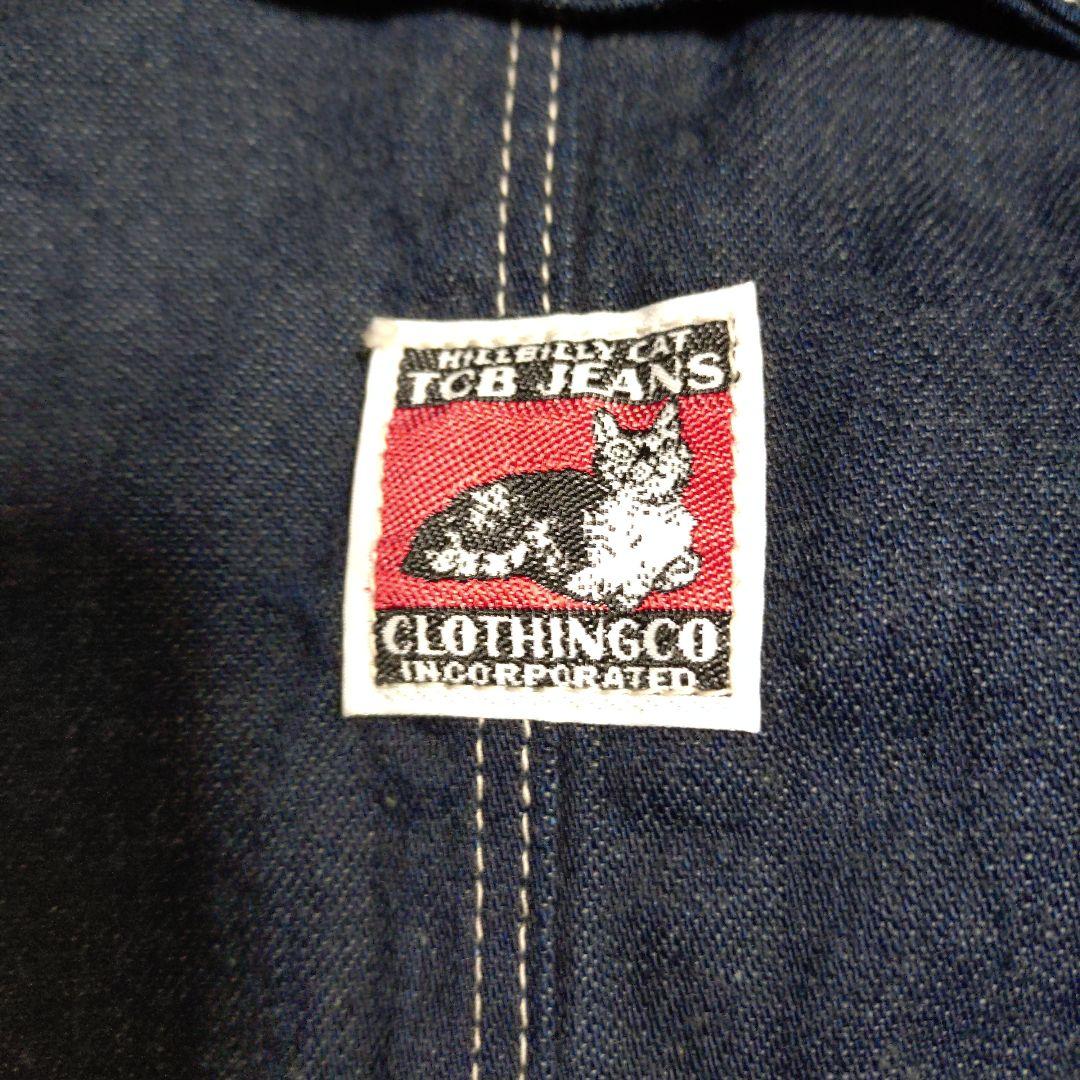 HILLBILLY CAT
TCB JEANS
CLOTHINGCO
INCORPORATED